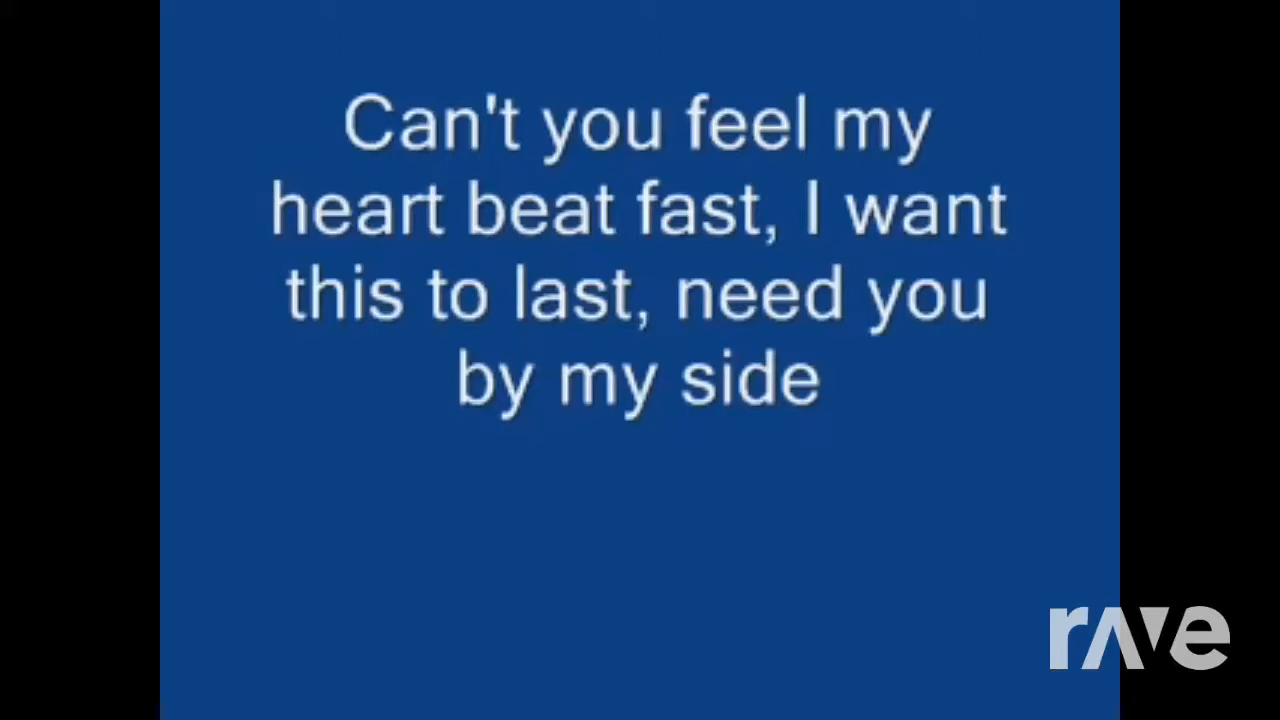 Can't you feel my
heart beat fast, I want
this to last, need you
by my side
rave